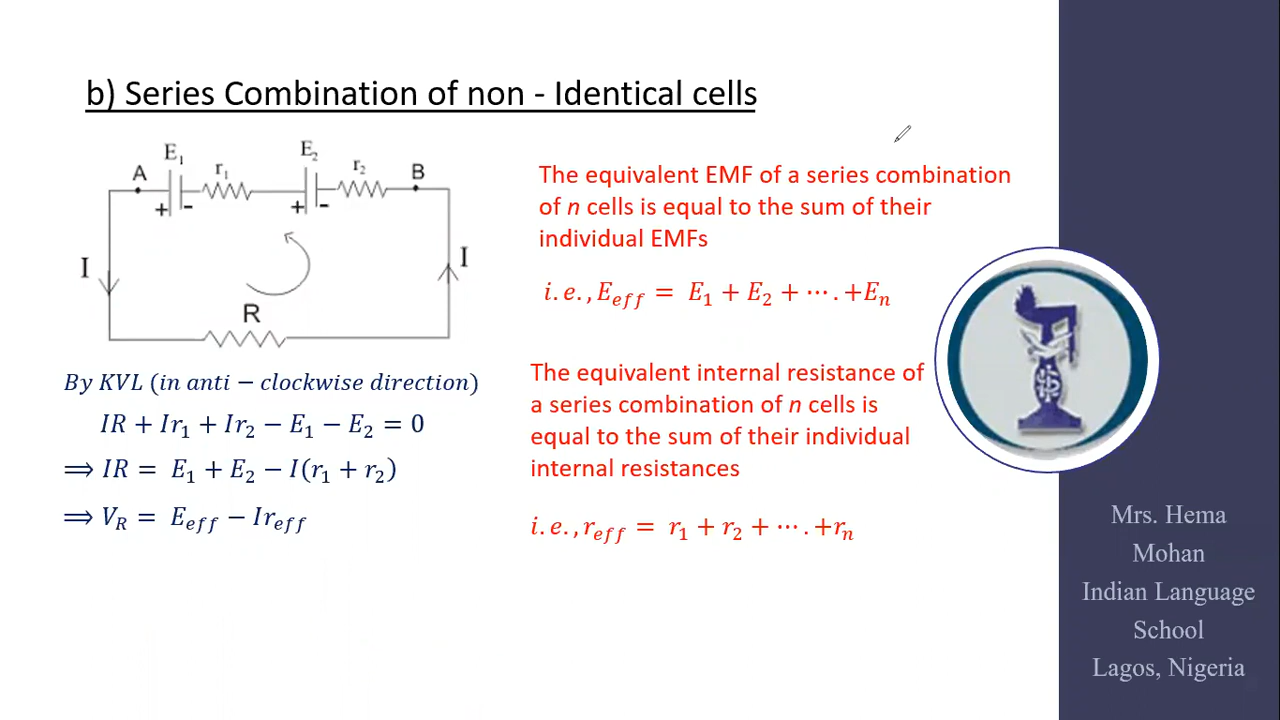 b) Series Combination of non - Identical cells
E₁
r₁
E₂
r₂
A
B
+
-
+
-
I
I
R
By KVL (in anti − clockwise direction)
IR + Ir₁ + Ir₂ − E₁ − E₂ = 0
⟹ IR = E₁ + E₂ − I(r₁ + r₂)
⟹ V_R = E_eff − Ir_eff
The equivalent EMF of a series combination
of n cells is equal to the sum of their
individual EMFs
i.e., E_eff = E₁ + E₂ + ⋯ . +Eₙ
The equivalent internal resistance of
a series combination of n cells is
equal to the sum of their individual
internal resistances
i.e., r_eff = r₁ + r₂ + ⋯ . +rₙ
Mrs. Hema
Mohan
Indian Language
School
Lagos, Nigeria